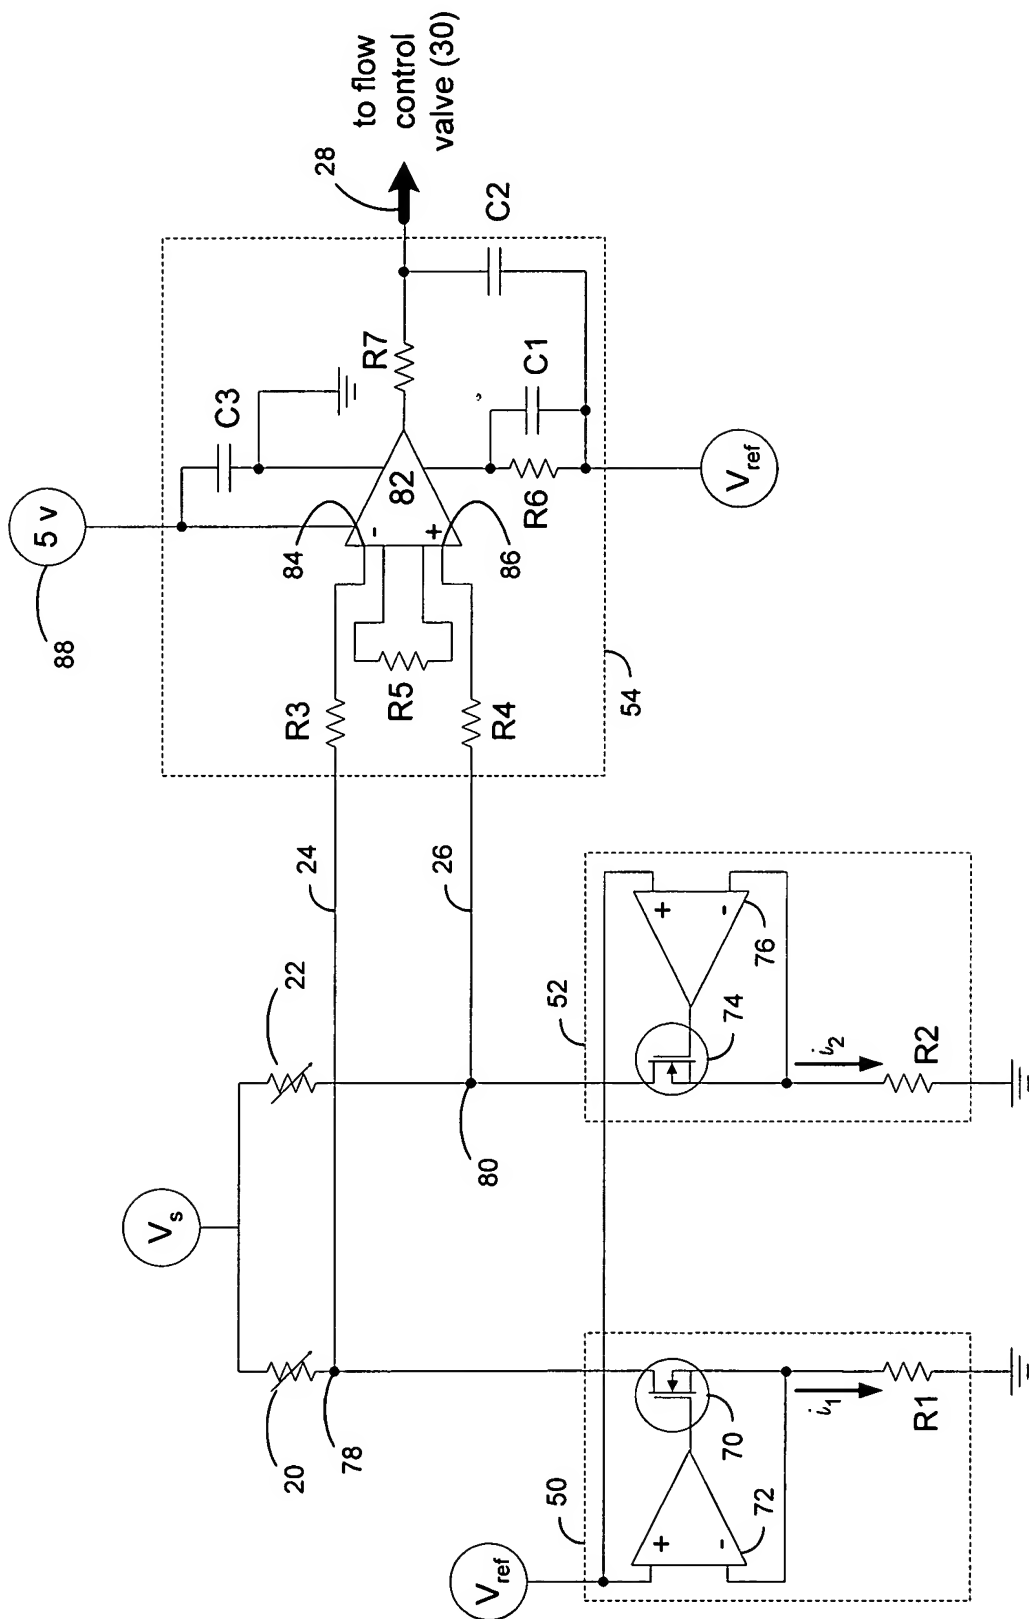 88
5 v
Vs
C3
20
22
24
R3
84
28
78
-
R7
to flow
control
valve (30)
R5
82
26
+
80
R4
86
R6
C1
C2
Vref
50
52
54
Vref
+
70
74
+
-
-
72
76
i1
i2
R1
R2
Vref